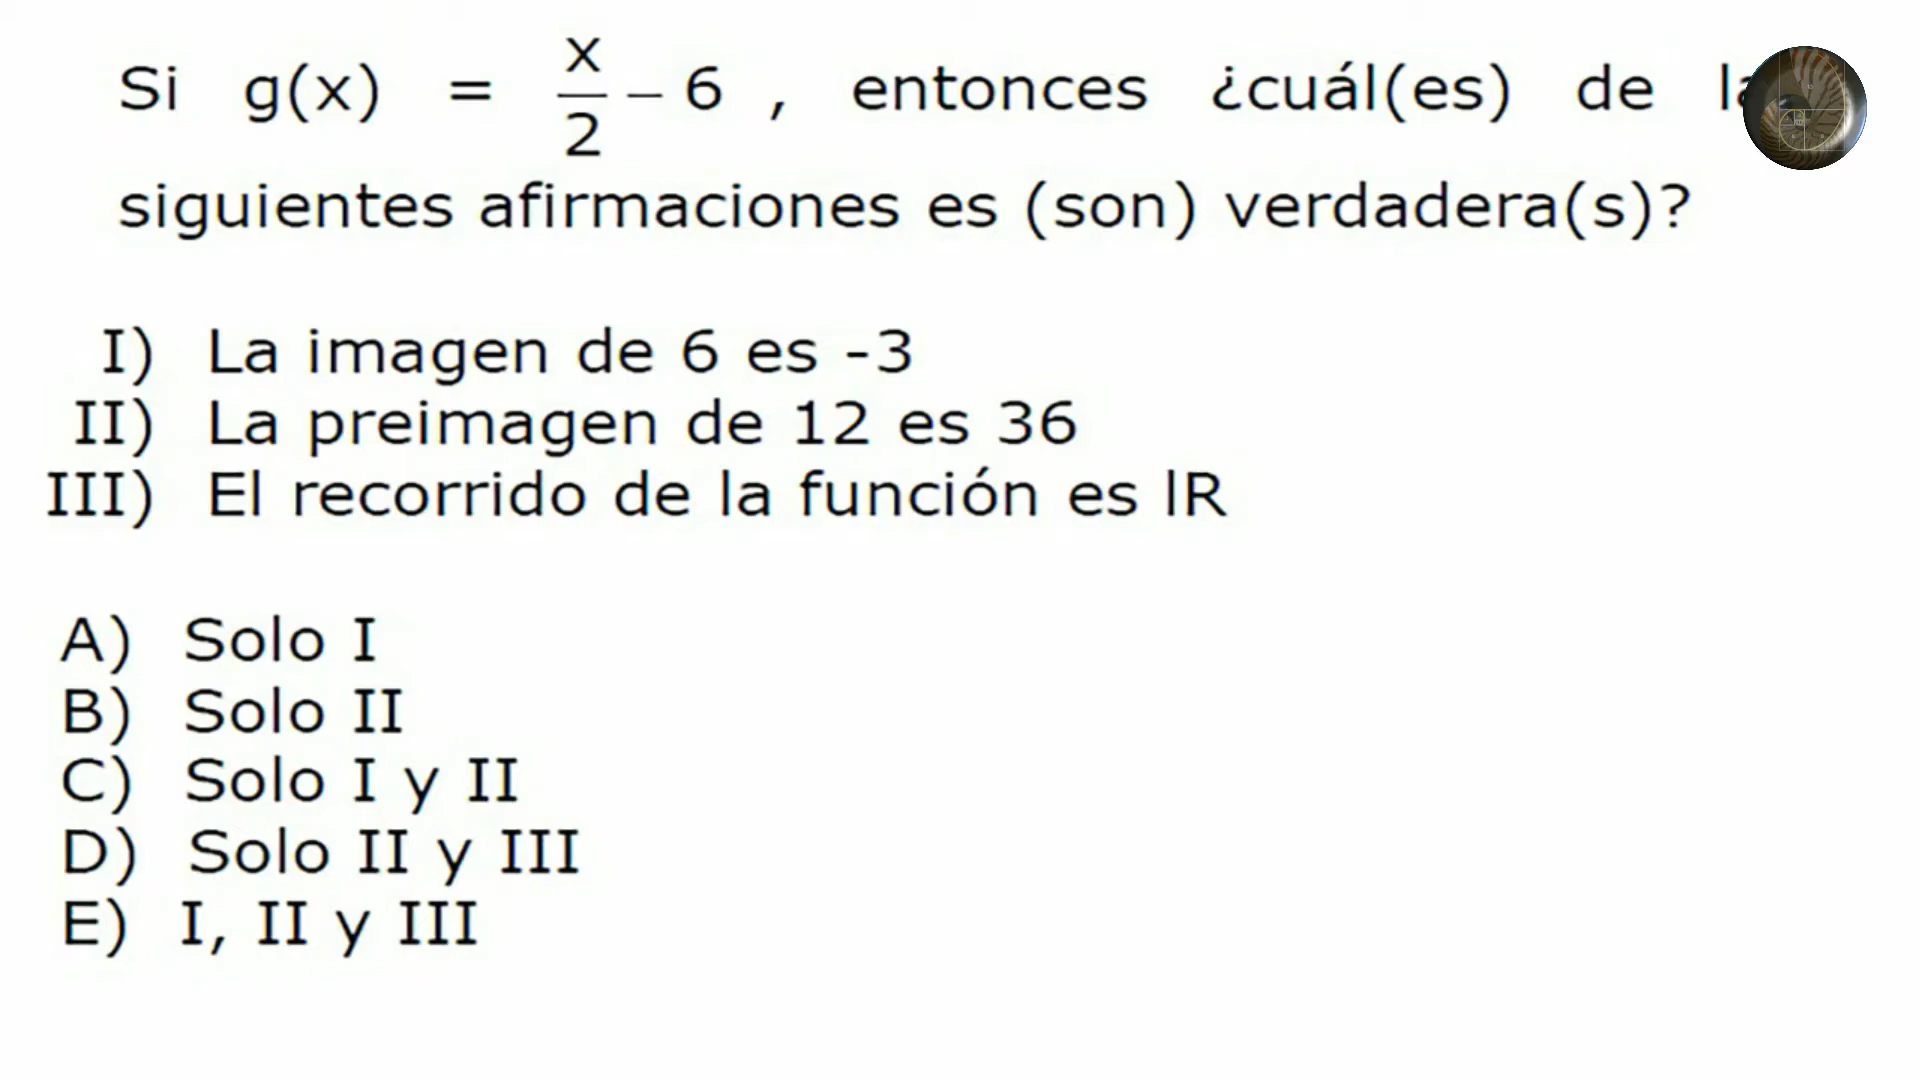 Si g(x) = x/2 − 6 , entonces ¿cuál(es) de
siguientes afirmaciones es (son) verdadera(s)?
I) La imagen de 6 es -3
II) La preimagen de 12 es 36
III) El recorrido de la función es lR
A) Solo I
B) Solo II
C) Solo I y II
D) Solo II y III
E) I, II y III